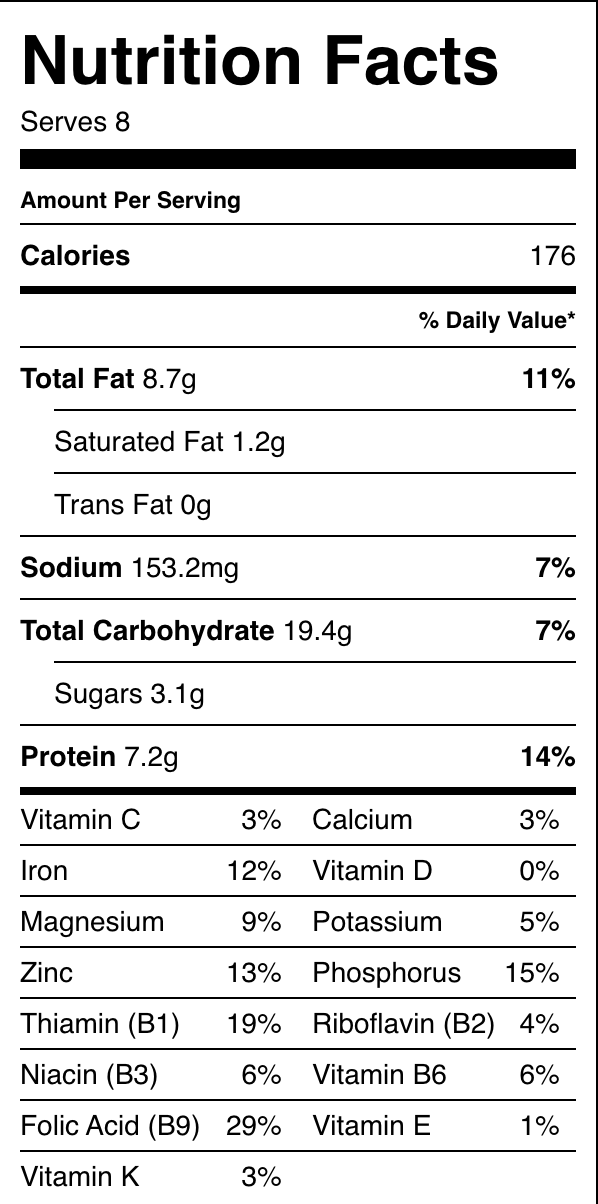 Nutrition Facts
Serves 8
Amount Per Serving
Calories 176
% Daily Value*
Total Fat 8.7g 11%
Saturated Fat 1.2g
Trans Fat 0g
Sodium 153.2mg 7%
Total Carbohydrate 19.4g 7%
Sugars 3.1g
Protein 7.2g 14%
Vitamin C 3% Calcium 3%
Iron 12% Vitamin D 0%
Magnesium 9% Potassium 5%
Zinc 13% Phosphorus 15%
Thiamin (B1) 19% Riboflavin (B2) 4%
Niacin (B3) 6% Vitamin B6 6%
Folic Acid (B9) 29% Vitamin E 1%
Vitamin K 3%